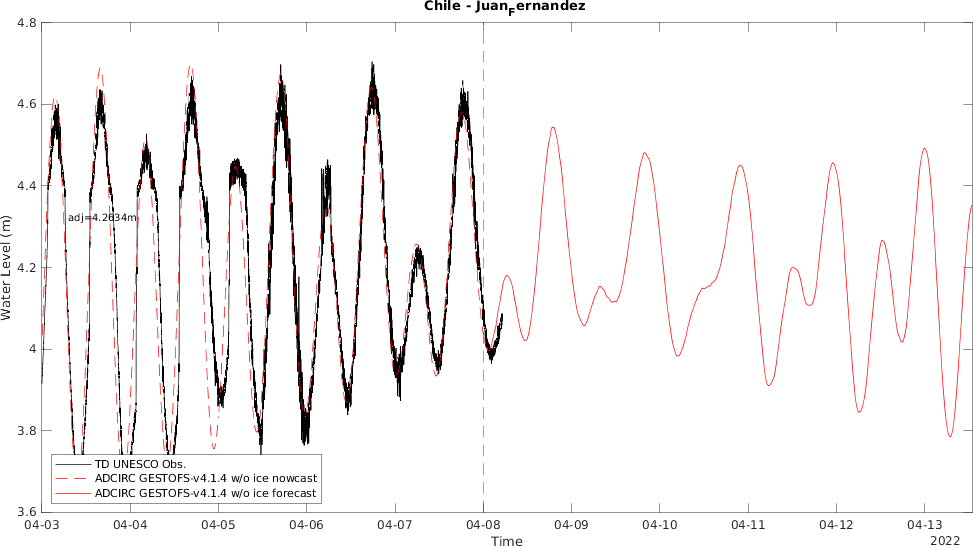 Chile - JuanFernandez
4.8
4.6
4.4
4.2
4
3.8
3.6
Water Level (m)
adj=4.2634m
TD UNESCO Obs.
ADCIRC GESTOFS-v4.1.4 w/o ice nowcast
ADCIRC GESTOFS-v4.1.4 w/o ice forecast
04-03 04-04 04-05 04-06 04-07 04-08 04-09 04-10 04-11 04-12 04-13
Time
2022